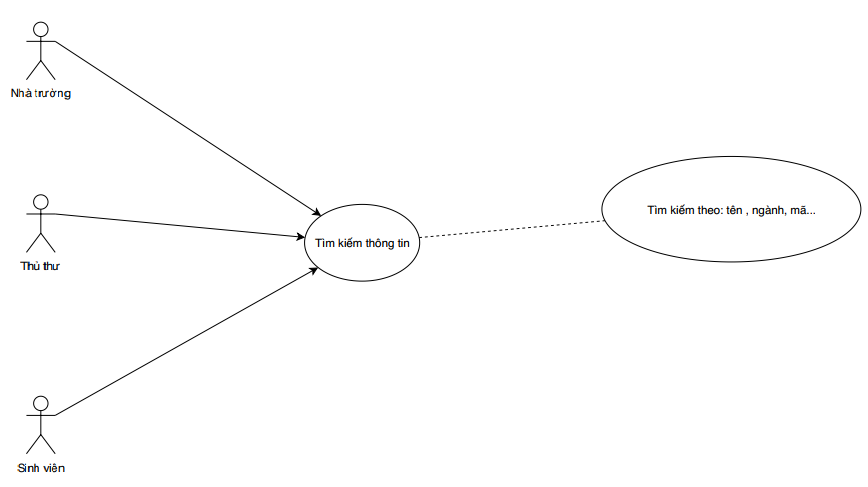 Nhà trường
Tìm kiếm theo: tên , ngành, mã...
Tìm kiếm thông tin
Thủ thư
Sinh viên